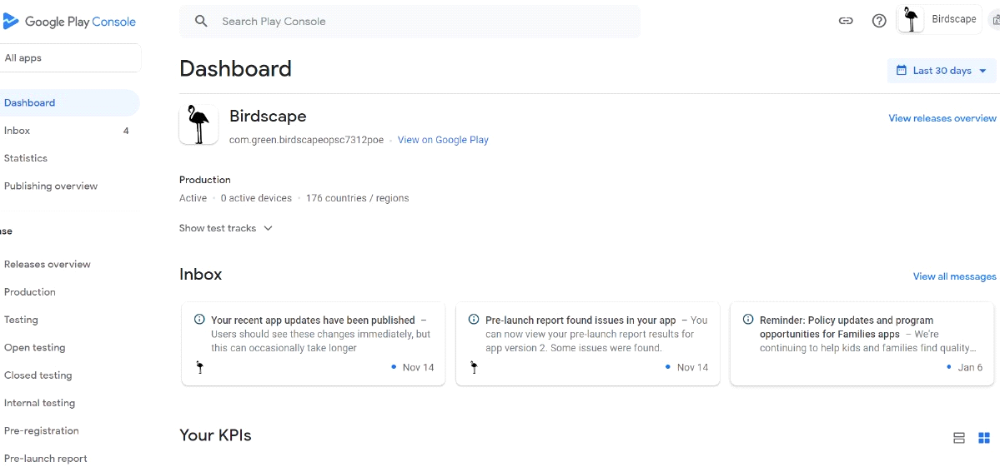 Google Play Console
Search Play Console
Birdscape
All apps
Dashboard
Last 30 days
Dashboard
Inbox 4
Statistics
Publishing overview
Birdscape
com.green.birdscapeopsc7312poe · View on Google Play
View releases overview
Production
Active · 0 active devices · 176 countries / regions
Show test tracks
ase
Releases overview
Production
Testing
Open testing
Closed testing
Internal testing
Pre-registration
Pre-launch report
Inbox
View all messages
Your recent app updates have been published –
Users should see these changes immediately, but
this can occasionally take longer
• Nov 14
Pre-launch report found issues in your app – You
can now view your pre-launch report results for
app version 2. Some issues were found.
• Nov 14
Reminder: Policy updates and program
opportunities for Families apps – We're
continuing to help kids and families find quality...
• Jan 6
Your KPIs